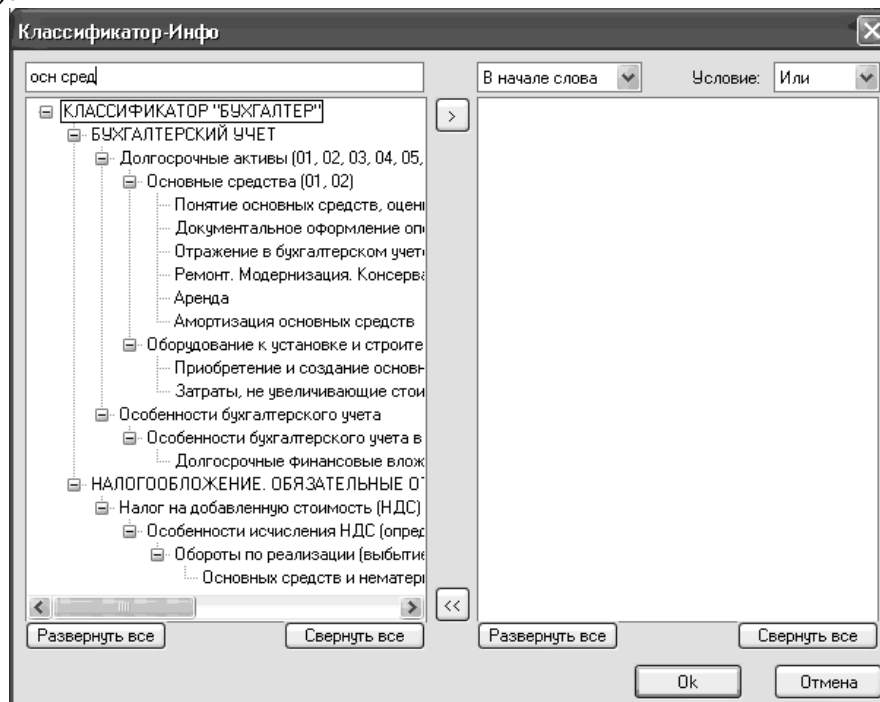 Классификатор-Инфо
осн сред
В начале слова
Условие:
Или
КЛАССИФИКАТОР "БУХГАЛТЕР"
>
БУХГАЛТЕРСКИЙ УЧЕТ
Долгосрочные активы (01, 02, 03, 04, 05,
Основные средства (01, 02)
Понятие основных средств, оцен
Документальное оформление оп
Отражение в бухгалтерском учет
Ремонт. Модернизация. Консерва
Аренда
Амортизация основных средств
Оборудование к установке и строите
Приобретение и создание основн
Затраты, не увеличивающие стои
Особенности бухгалтерского учета
Особенности бухгалтерского учета в
Долгосрочные финансовые влож
НАЛОГООБЛОЖЕНИЕ. ОБЯЗАТЕЛЬНЫЕ О
Налог на добавленную стоимость (НДС)
Особенности исчисления НДС (опред
Обороты по реализации (выбытие
Основных средств и нематер
<<
Развернуть все
Свернуть все
Развернуть все
Свернуть все
Ok
Отмена